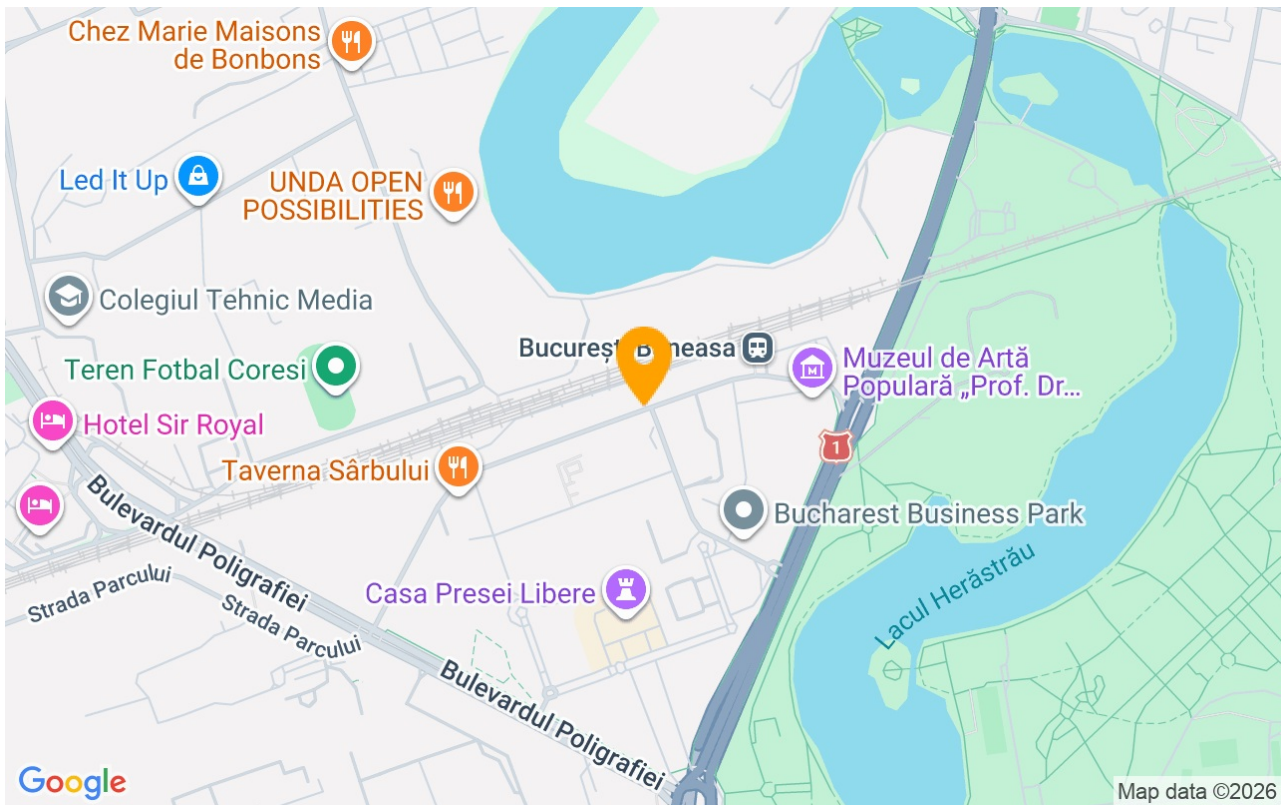 Chez Marie Maisons
de Bonbons
Led It Up
UNDA OPEN
POSSIBILITIES
Colegiul Tehnic Media
București Băneasa
Teren Fotbal Coresi
Muzeul de Artă
Populară „Prof. Dr...
Hotel Sir Royal
1
Taverna Sârbului
Bulevardul Poligrafiei
Bucharest Business Park
Strada Parcului
Strada Parcului
Casa Presei Libere
Lacul Herăstrău
Bulevardul Poligrafiei
Google
Map data ©2026